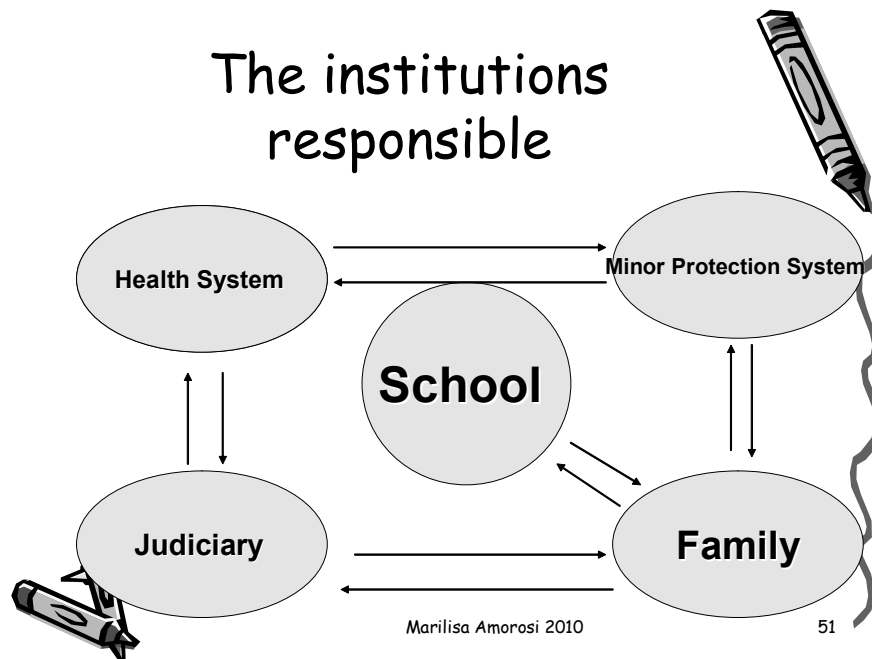 The institutions
responsible
Health System
Minor Protection System
School
Judiciary
Family
Marilisa Amorosi 2010
51